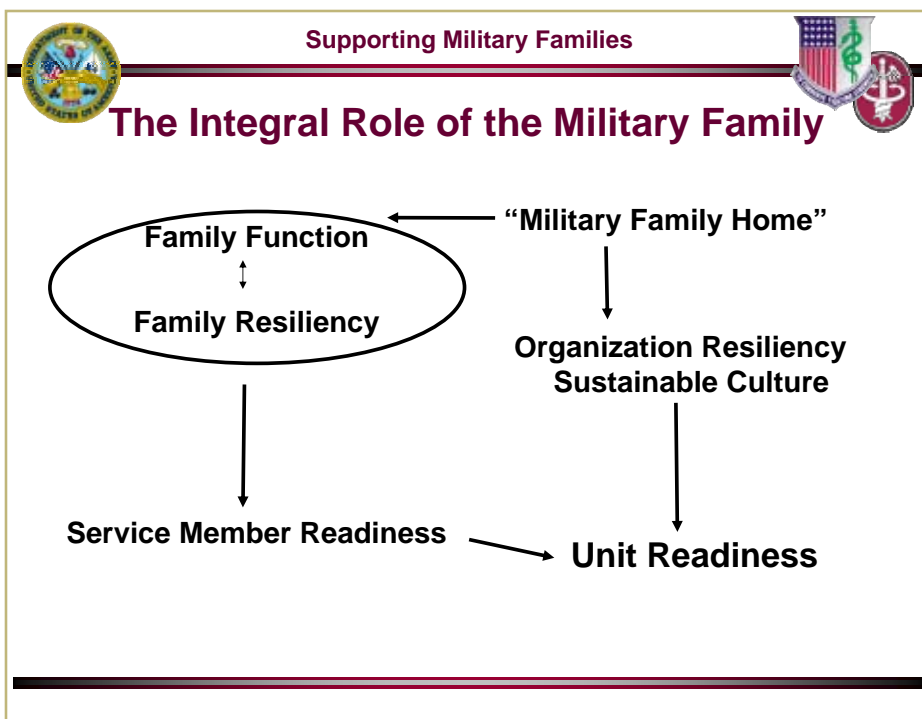 Supporting Military Families
The Integral Role of the Military Family
Family Function
Family Resiliency
“Military Family Home”
Organization Resiliency
Sustainable Culture
Service Member Readiness
Unit Readiness